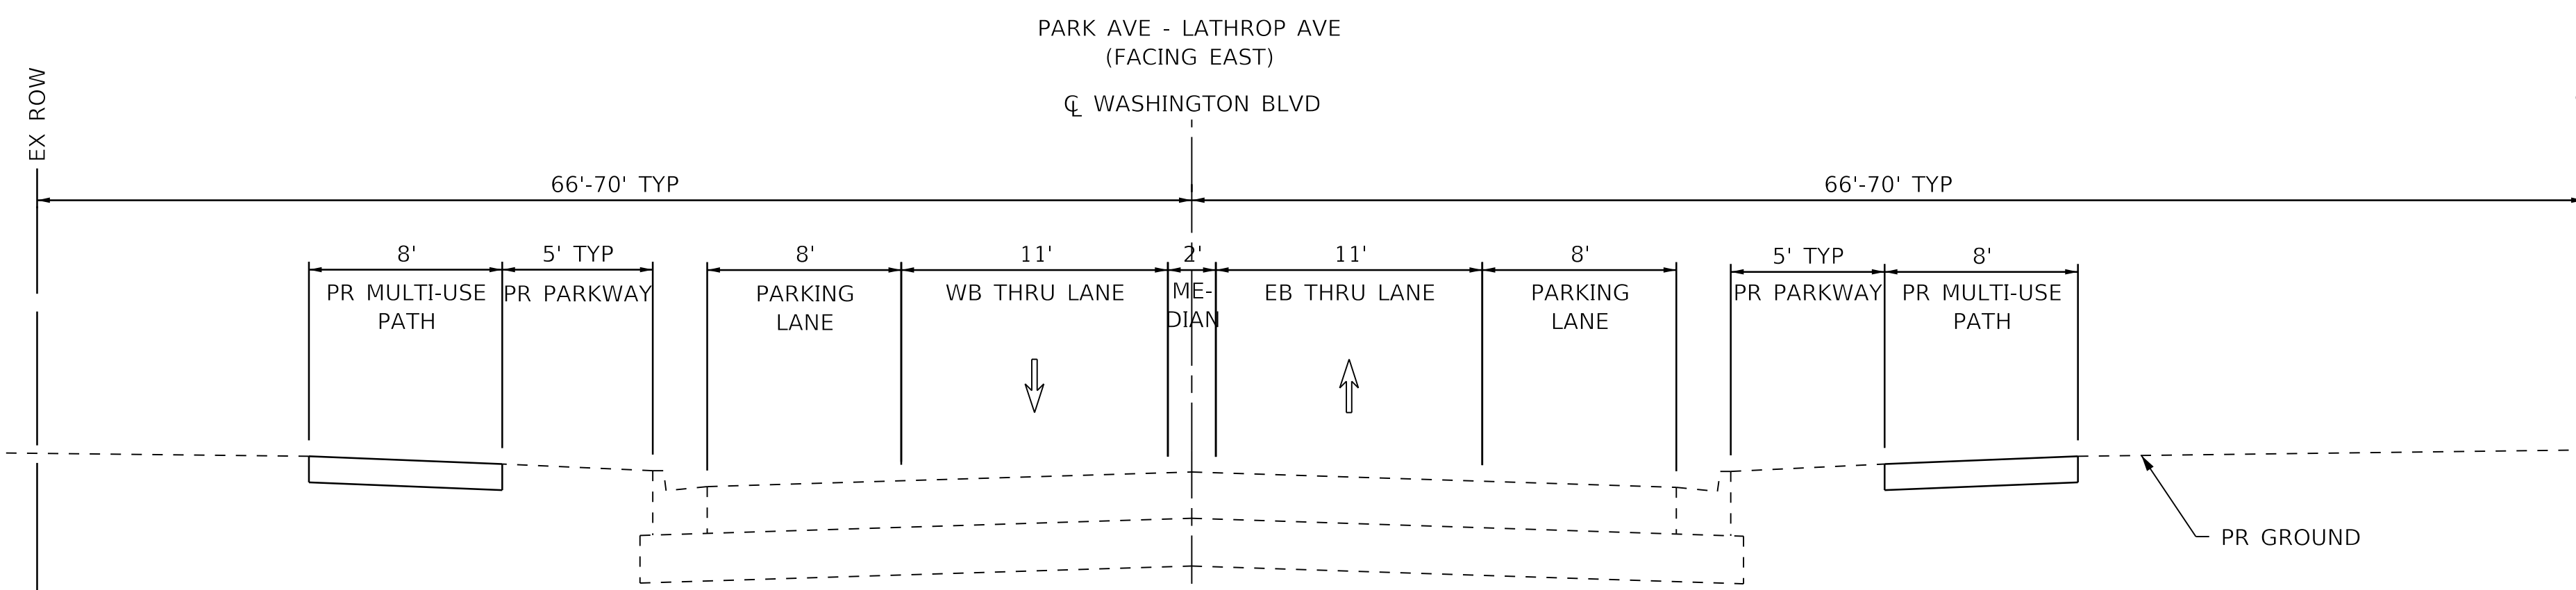 PARK AVE - LATHROP AVE
(FACING EAST)
℄ WASHINGTON BLVD
EX ROW
66'-70' TYP
66'-70' TYP
8'
5' TYP
8'
11'
2'
11'
8'
5' TYP
8'
PR MULTI-USE
PATH
PR PARKWAY
PARKING
LANE
WB THRU LANE
ME-
DIAN
EB THRU LANE
PARKING
LANE
PR PARKWAY
PR MULTI-USE
PATH
PR GROUND